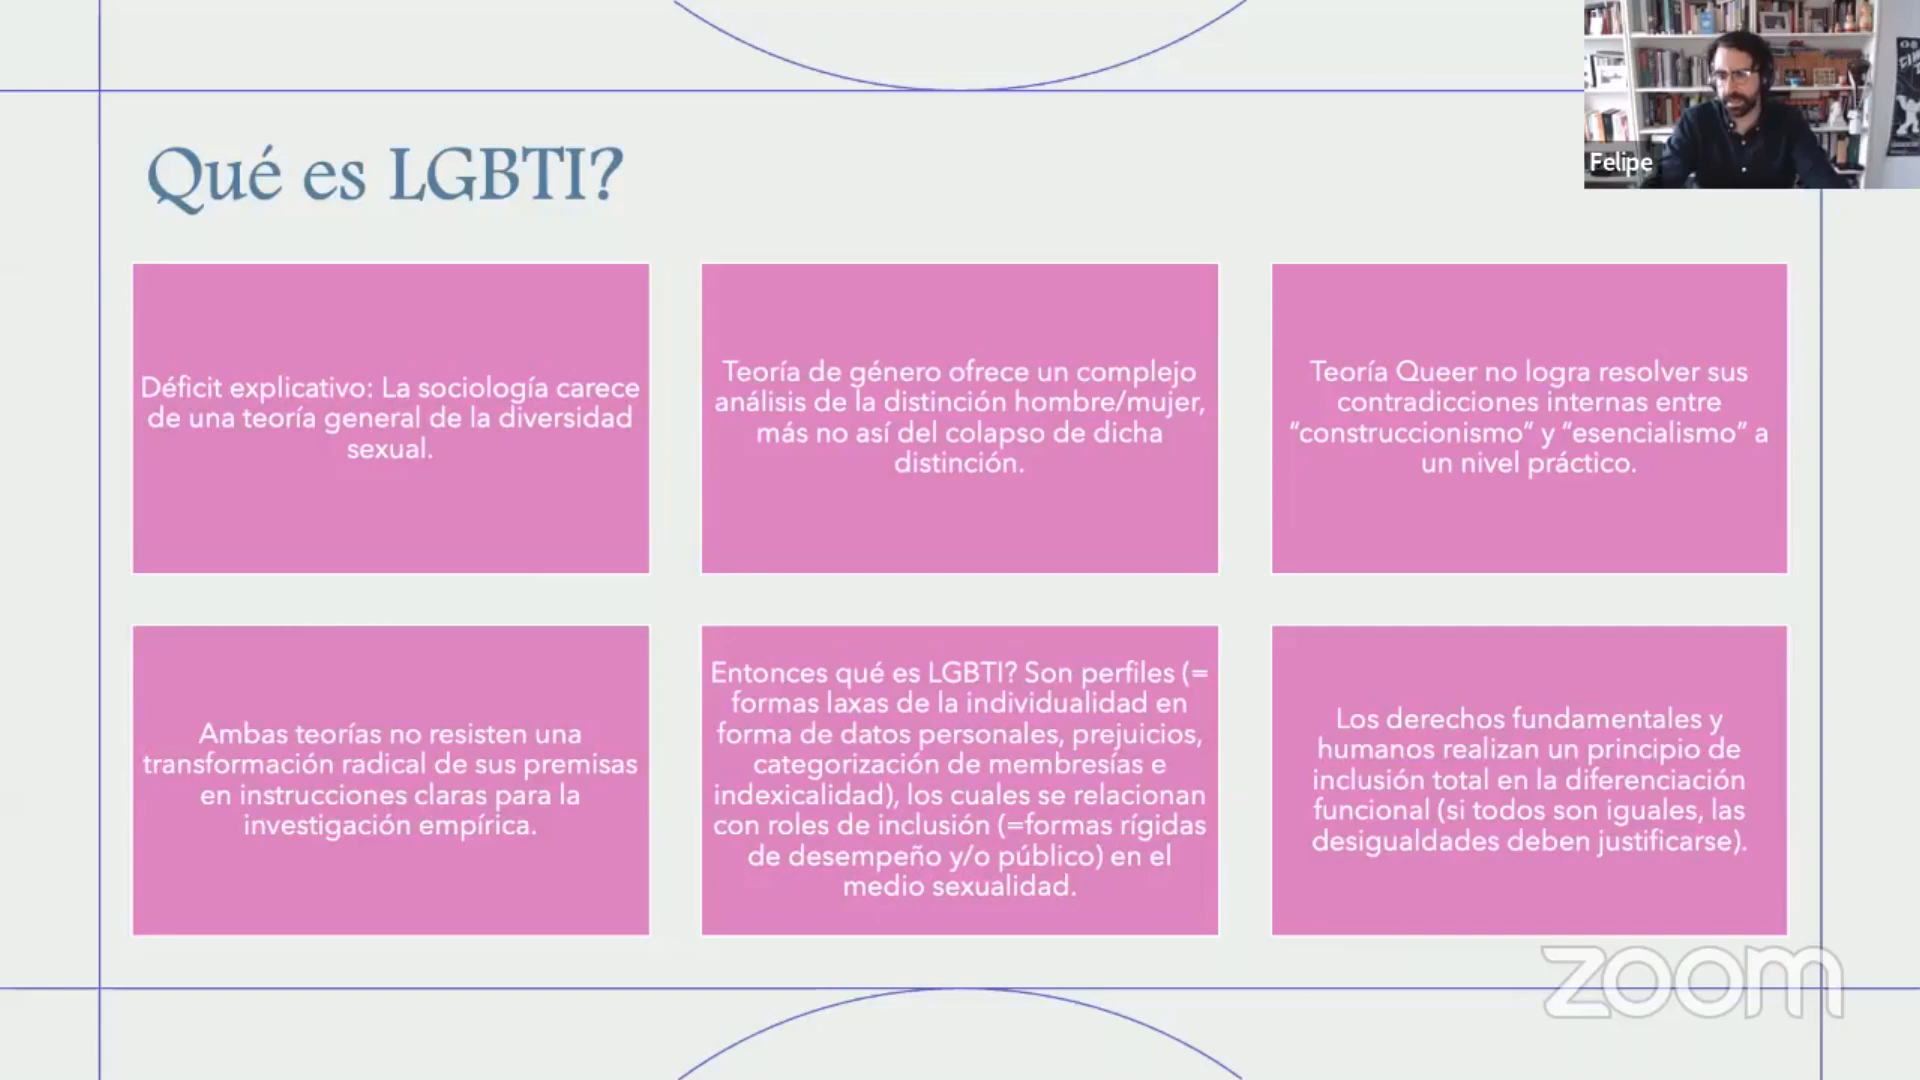 Qué es LGBTI?
Felipe
Déficit explicativo: La sociología carece
de una teoría general de la diversidad
sexual.
Teoría de género ofrece un complejo
análisis de la distinción hombre/mujer,
más no así del colapso de dicha
distinción.
Teoría Queer no logra resolver sus
contradicciones internas entre
“construccionismo” y “esencialismo” a
un nivel práctico.
Ambas teorías no resisten una
transformación radical de sus premisas
en instrucciones claras para la
investigación empírica.
Entonces qué es LGBTI? Son perfiles (=
formas laxas de la individualidad en
forma de datos personales, prejuicios,
categorización de membresías e
indexicalidad), los cuales se relacionan
con roles de inclusión (=formas rígidas
de desempeño y/o público) en el
medio sexualidad.
Los derechos fundamentales y
humanos realizan un principio de
inclusión total en la diferenciación
funcional (si todos son iguales, las
desigualdades deben justificarse).
zoom